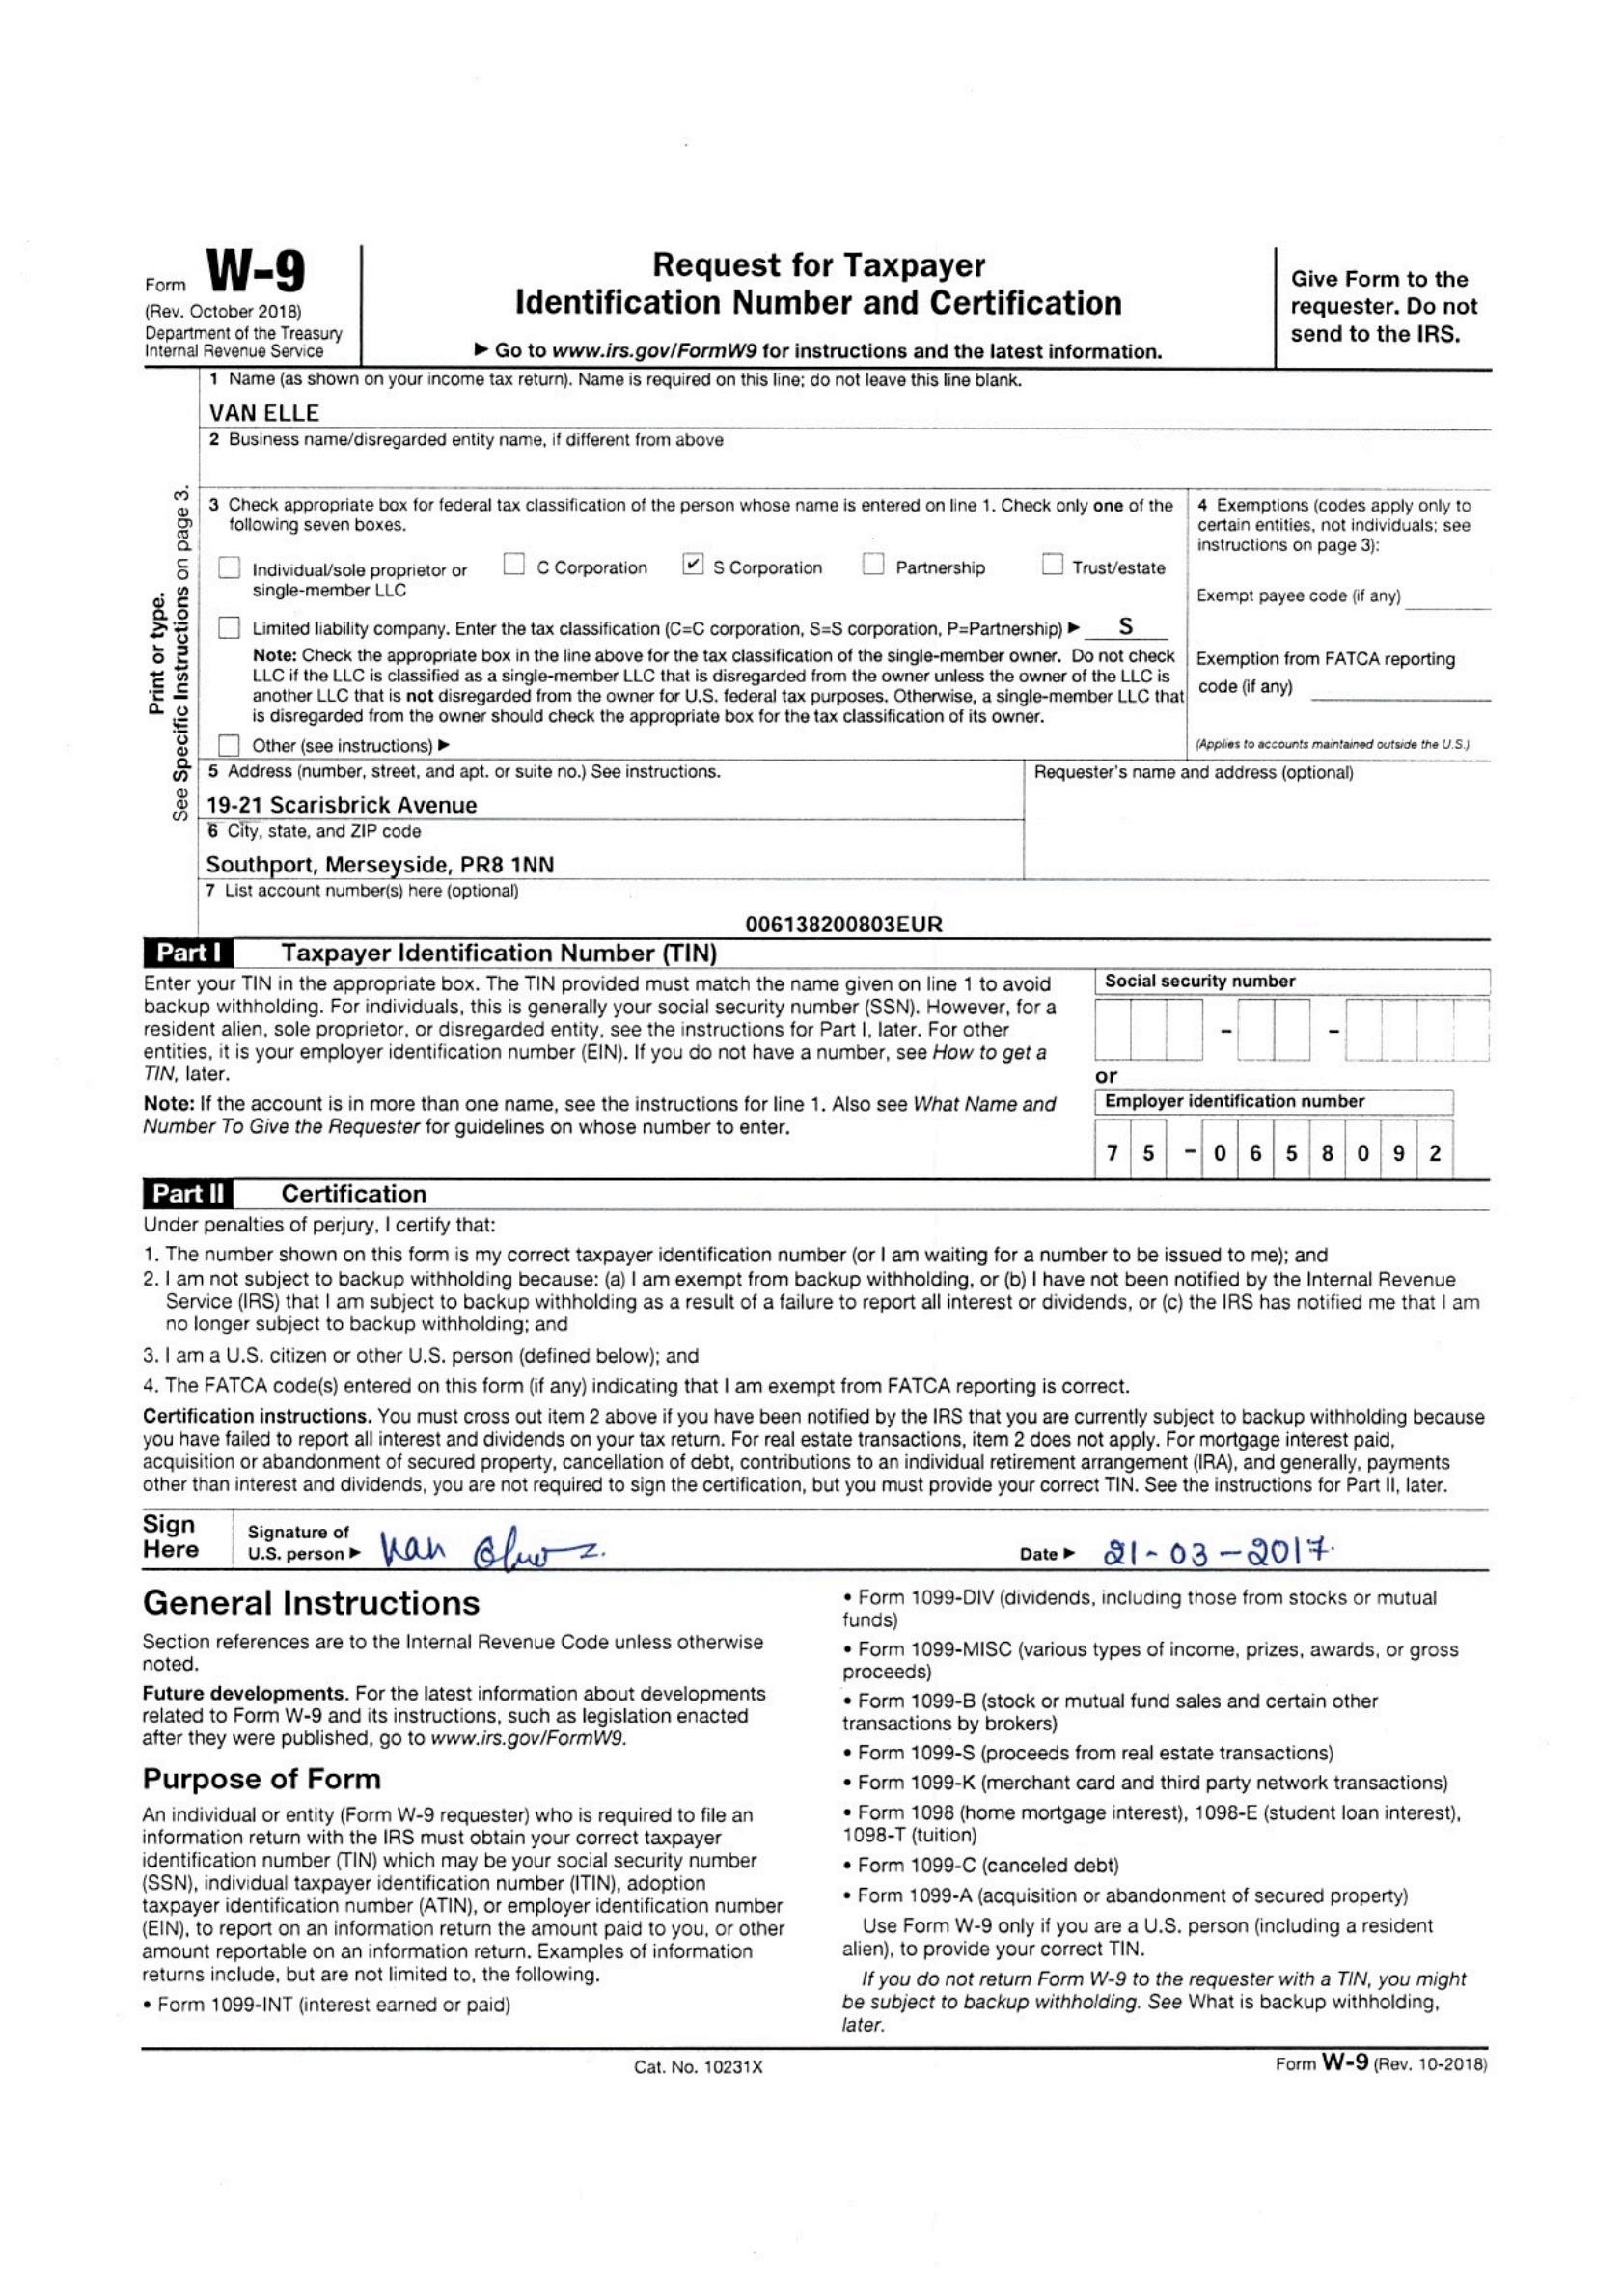 Form W-9
(Rev. October 2018)
Department of the Treasury
Internal Revenue Service
Request for Taxpayer
Identification Number and Certification
▶ Go to www.irs.gov/FormW9 for instructions and the latest information.
Give Form to the
requester. Do not
send to the IRS.
Print or type.
See Specific Instructions on page 3.
1 Name (as shown on your income tax return). Name is required on this line; do not leave this line blank.
VAN ELLE
2 Business name/disregarded entity name, if different from above
3 Check appropriate box for federal tax classification of the person whose name is entered on line 1. Check only one of the
following seven boxes.
☐ Individual/sole proprietor or
single-member LLC
☐ C Corporation
☑ S Corporation
☐ Partnership
☐ Trust/estate
☐ Limited liability company. Enter the tax classification (C=C corporation, S=S corporation, P=Partnership) ▶ S
Note: Check the appropriate box in the line above for the tax classification of the single-member owner. Do not check
LLC if the LLC is classified as a single-member LLC that is disregarded from the owner unless the owner of the LLC is
another LLC that is not disregarded from the owner for U.S. federal tax purposes. Otherwise, a single-member LLC that
is disregarded from the owner should check the appropriate box for the tax classification of its owner.
☐ Other (see instructions) ▶
4 Exemptions (codes apply only to
certain entities, not individuals; see
instructions on page 3):
Exempt payee code (if any)
Exemption from FATCA reporting
code (if any)
(Applies to accounts maintained outside the U.S.)
5 Address (number, street, and apt. or suite no.) See instructions.
19-21 Scarisbrick Avenue
Requester's name and address (optional)
6 City, state, and ZIP code
Southport, Merseyside, PR8 1NN
7 List account number(s) here (optional)
006138200803EUR
Part I Taxpayer Identification Number (TIN)
Enter your TIN in the appropriate box. The TIN provided must match the name given on line 1 to avoid
backup withholding. For individuals, this is generally your social security number (SSN). However, for a
resident alien, sole proprietor, or disregarded entity, see the instructions for Part I, later. For other
entities, it is your employer identification number (EIN). If you do not have a number, see How to get a
TIN, later.
Note: If the account is in more than one name, see the instructions for line 1. Also see What Name and
Number To Give the Requester for guidelines on whose number to enter.
Social security number
– –
or
Employer identification number
7 5 – 0 6 5 8 0 9 2
Part II Certification
Under penalties of perjury, I certify that:
1. The number shown on this form is my correct taxpayer identification number (or I am waiting for a number to be issued to me); and
2. I am not subject to backup withholding because: (a) I am exempt from backup withholding, or (b) I have not been notified by the Internal Revenue
Service (IRS) that I am subject to backup withholding as a result of a failure to report all interest or dividends, or (c) the IRS has notified me that I am
no longer subject to backup withholding; and
3. I am a U.S. citizen or other U.S. person (defined below); and
4. The FATCA code(s) entered on this form (if any) indicating that I am exempt from FATCA reporting is correct.
Certification instructions. You must cross out item 2 above if you have been notified by the IRS that you are currently subject to backup withholding because
you have failed to report all interest and dividends on your tax return. For real estate transactions, item 2 does not apply. For mortgage interest paid,
acquisition or abandonment of secured property, cancellation of debt, contributions to an individual retirement arrangement (IRA), and generally, payments
other than interest and dividends, you are not required to sign the certification, but you must provide your correct TIN. See the instructions for Part II, later.
Sign
Here
Signature of
U.S. person ▶
Date ▶ 21-03-2017.
General Instructions
Section references are to the Internal Revenue Code unless otherwise
noted.
Future developments. For the latest information about developments
related to Form W-9 and its instructions, such as legislation enacted
after they were published, go to www.irs.gov/FormW9.
Purpose of Form
An individual or entity (Form W-9 requester) who is required to file an
information return with the IRS must obtain your correct taxpayer
identification number (TIN) which may be your social security number
(SSN), individual taxpayer identification number (ITIN), adoption
taxpayer identification number (ATIN), or employer identification number
(EIN), to report on an information return the amount paid to you, or other
amount reportable on an information return. Examples of information
returns include, but are not limited to, the following.
• Form 1099-INT (interest earned or paid)
• Form 1099-DIV (dividends, including those from stocks or mutual
funds)
• Form 1099-MISC (various types of income, prizes, awards, or gross
proceeds)
• Form 1099-B (stock or mutual fund sales and certain other
transactions by brokers)
• Form 1099-S (proceeds from real estate transactions)
• Form 1099-K (merchant card and third party network transactions)
• Form 1098 (home mortgage interest), 1098-E (student loan interest),
1098-T (tuition)
• Form 1099-C (canceled debt)
• Form 1099-A (acquisition or abandonment of secured property)
Use Form W-9 only if you are a U.S. person (including a resident
alien), to provide your correct TIN.
If you do not return Form W-9 to the requester with a TIN, you might
be subject to backup withholding. See What is backup withholding,
later.
Cat. No. 10231X
Form W-9 (Rev. 10-2018)